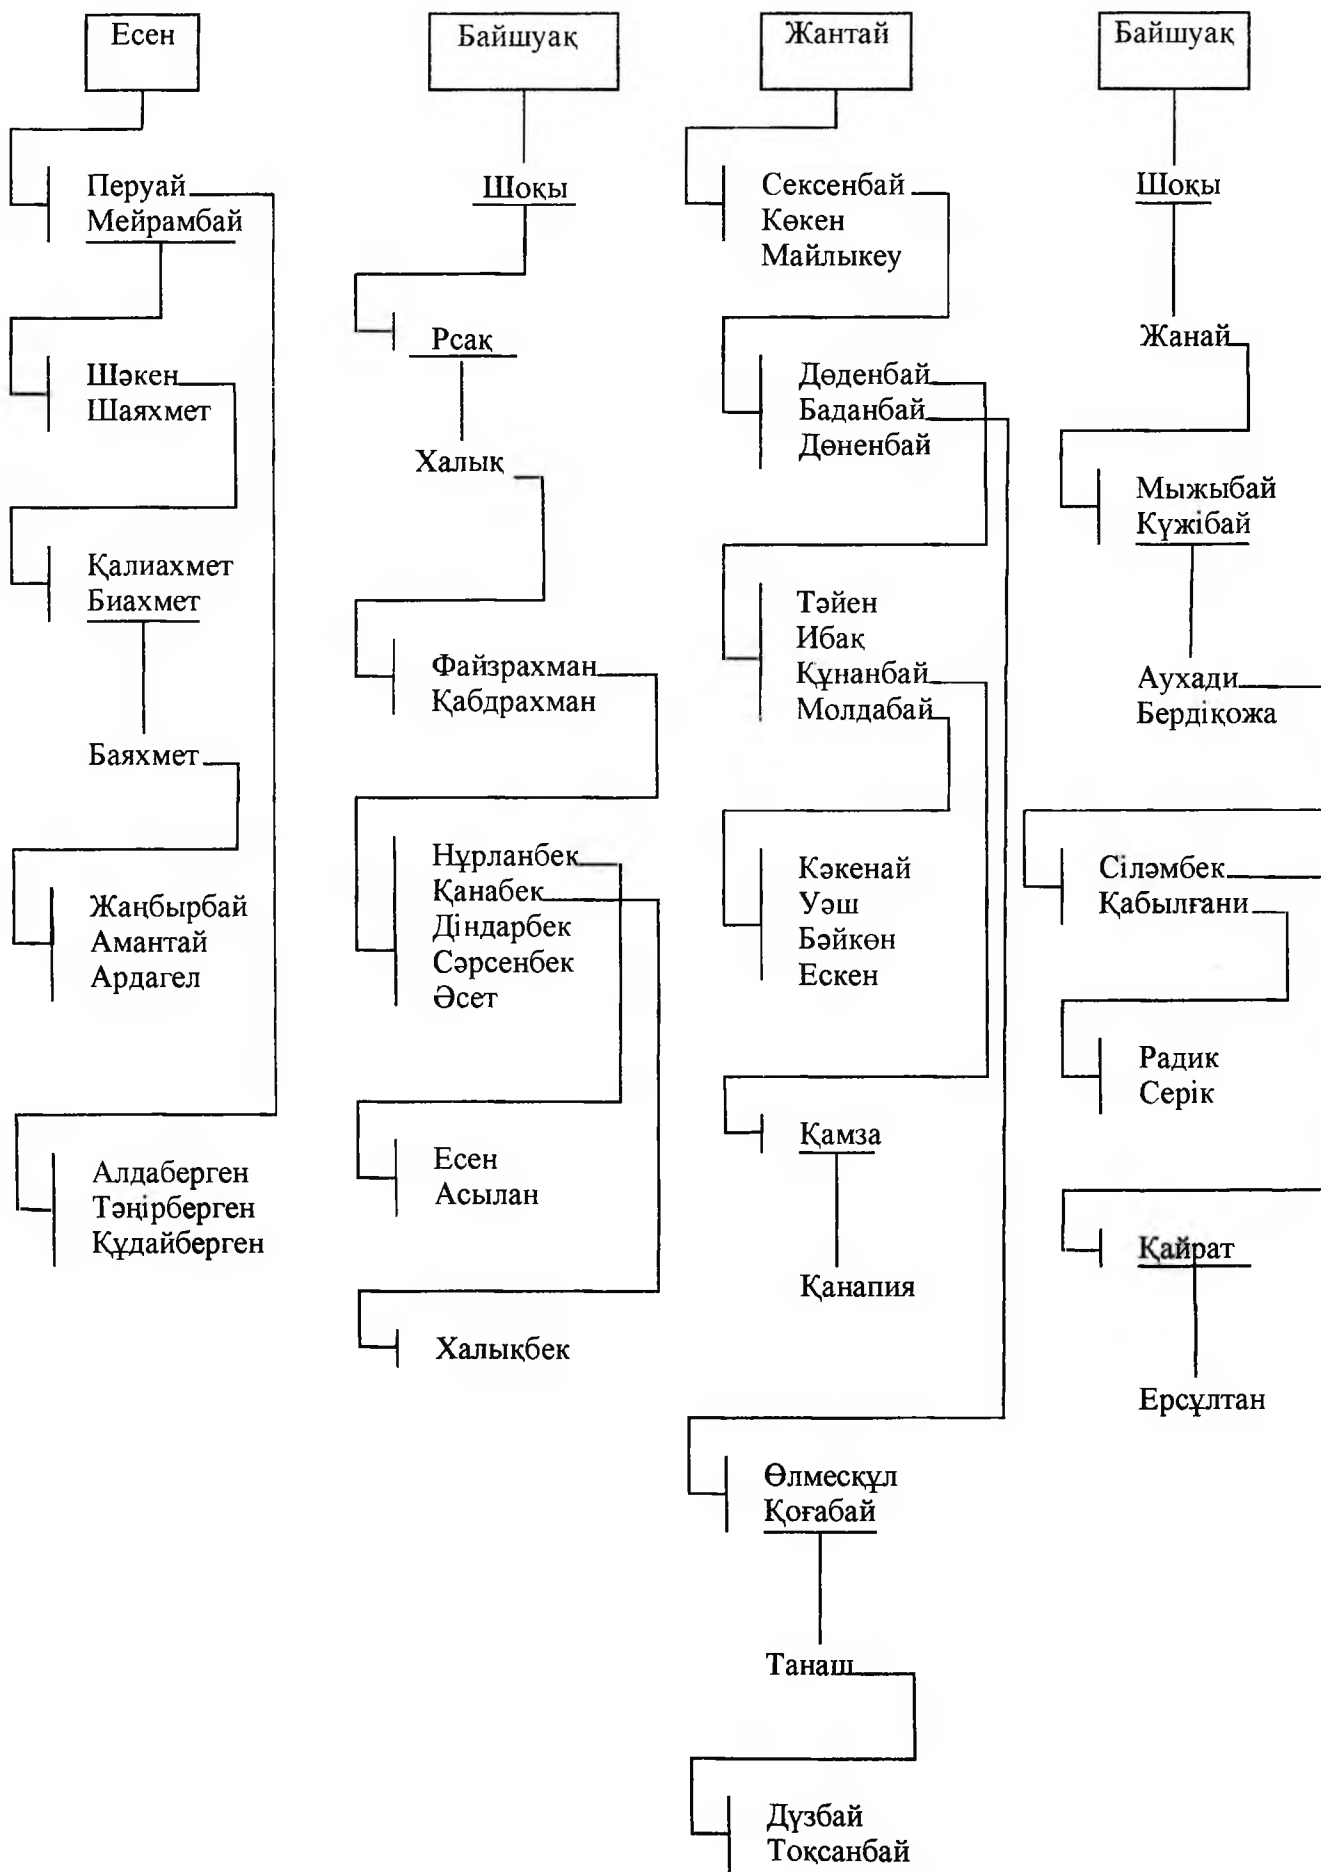 Есен
Перуай
Мейрамбай
Шәкен
Шаяхмет
Қалиахмет
Биахмет
Баяхмет
Жаңбырбай
Амантай
Ардагел
Алдаберген
Тәңірберген
Құдайберген
Байшуақ
Шоқы
Рсақ
Халық
Файзрахман
Қабдрахман
Нұрланбек
Қанабек
Діндарбек
Сәрсенбек
Әсет
Есен
Асылан
Халықбек
Жантай
Сексенбай
Көкен
Майлыкеу
Дөденбай
Баданбай
Дөненбай
Тәйен
Ибақ
Құнанбай
Молдабай
Кәкенай
Уәш
Бәйкөн
Ескен
Қамза
Қанапия
Өлмесқұл
Қоғабай
Танаш
Дүзбай
Тоқсанбай
Байшуақ
Шоқы
Жанай
Мыжыбай
Күжібай
Аухади
Бердіқожа
Сіләмбек
Қабылғани
Радик
Серік
Қайрат
Ерсұлтан